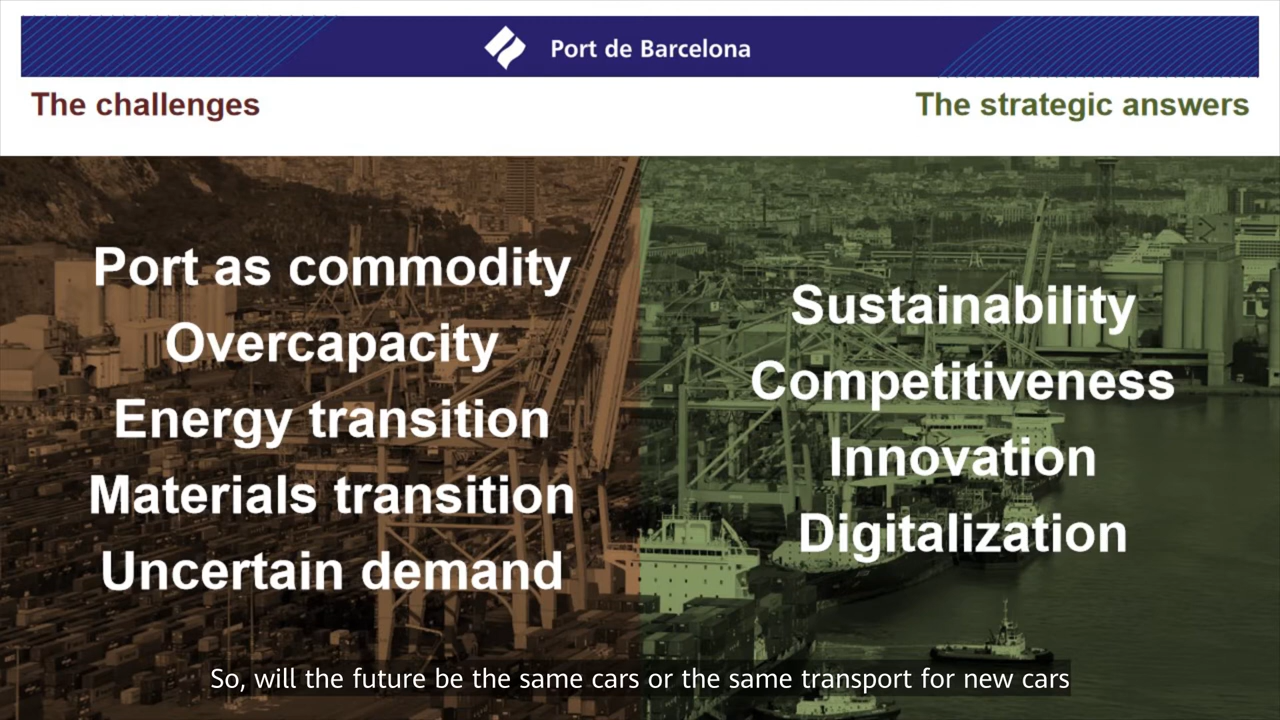 Port de Barcelona
The challenges
The strategic answers
Port as commodity
Overcapacity
Energy transition
Materials transition
Uncertain demand
Sustainability
Competitiveness
Innovation
Digitalization
So, will the future be the same cars or the same transport for new cars